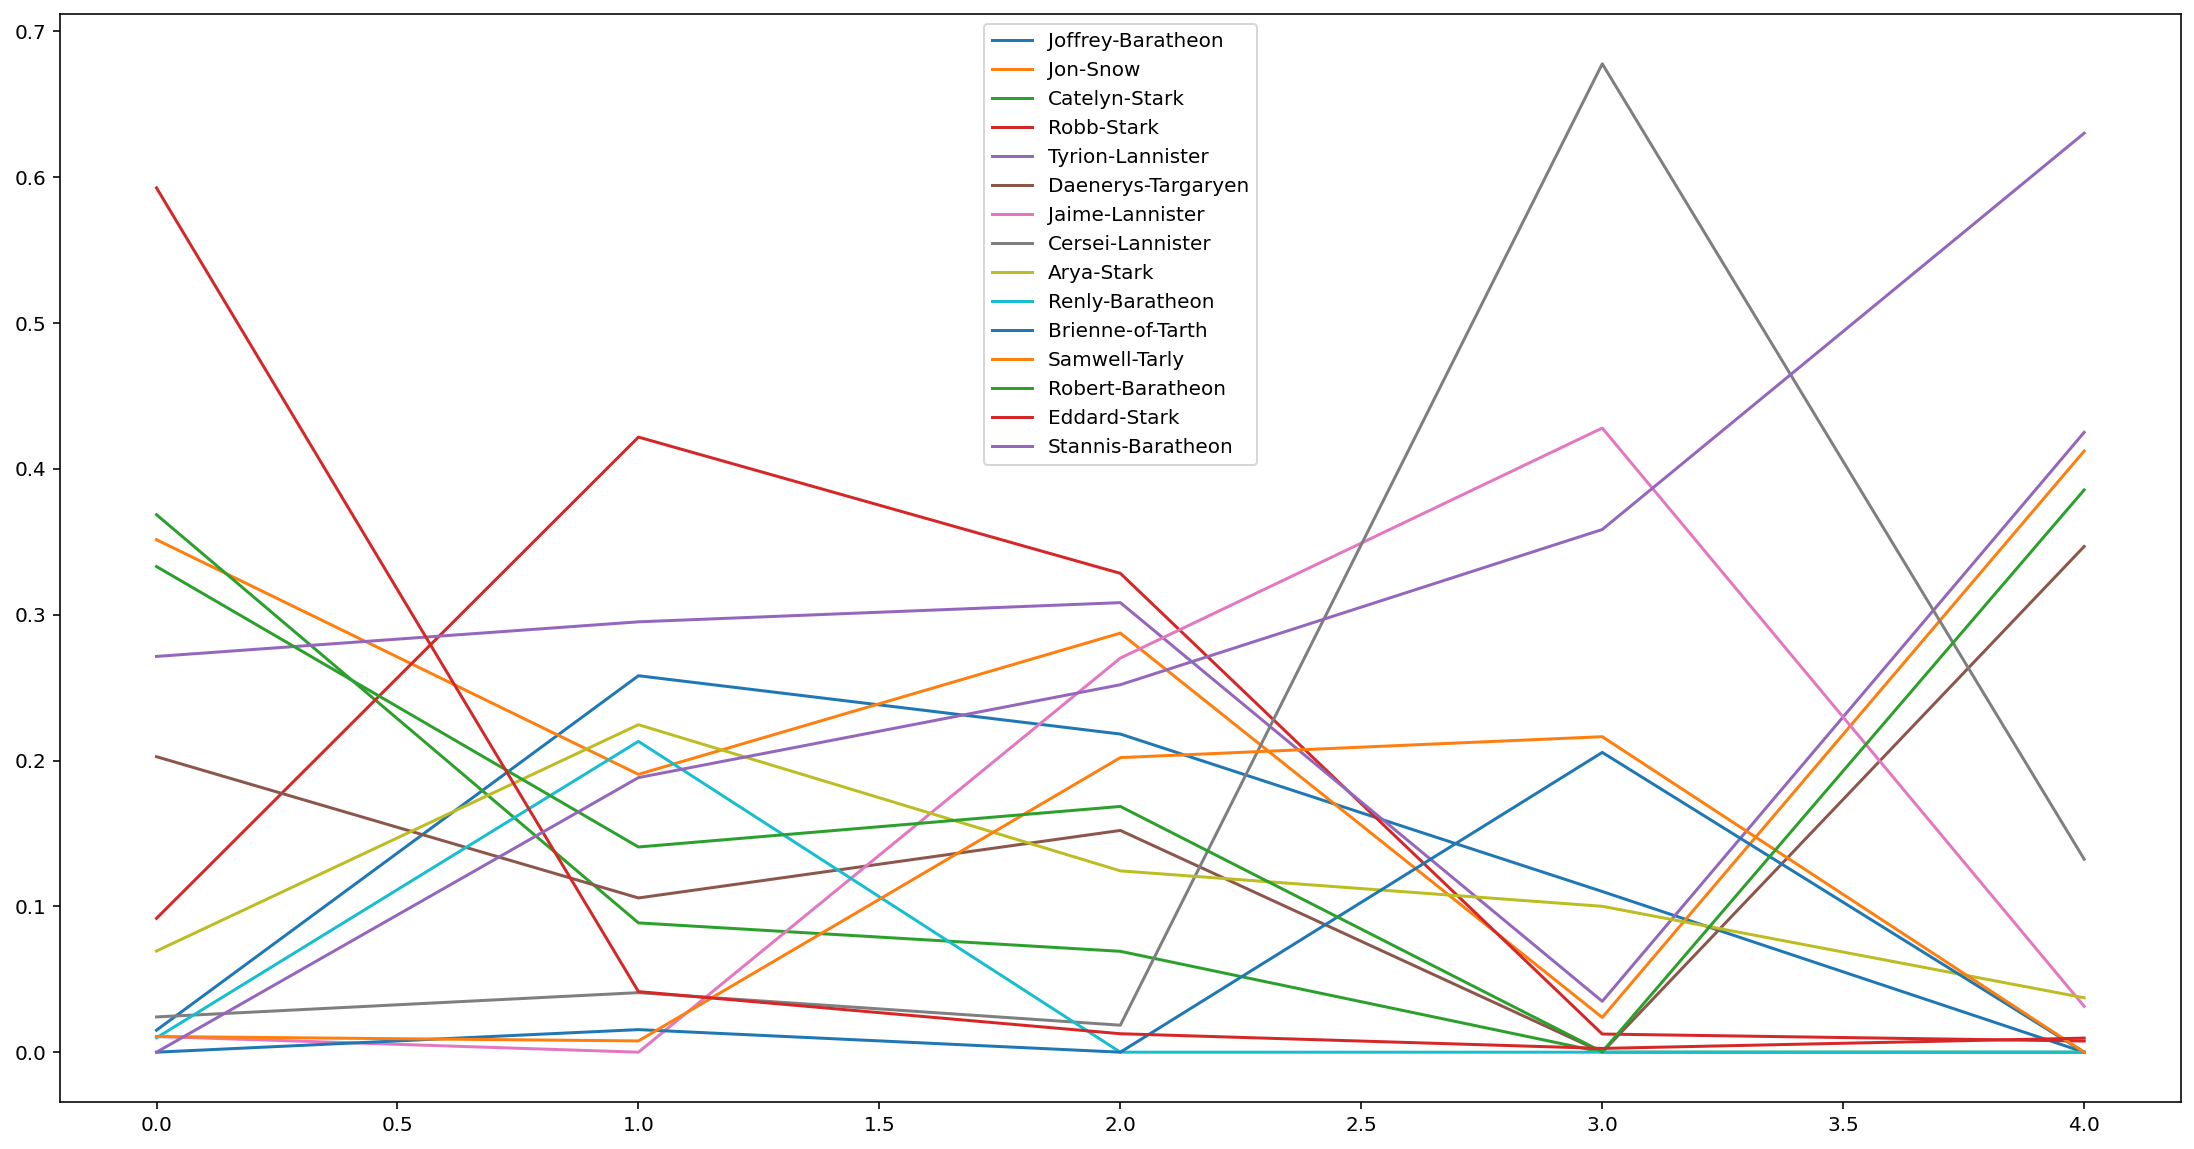 0.7
0.6
0.5
0.4
0.3
0.2
0.1
0.0
Joffrey-Baratheon
Jon-Snow
Catelyn-Stark
Robb-Stark
Tyrion-Lannister
Daenerys-Targaryen
Jaime-Lannister
Cersei-Lannister
Arya-Stark
Renly-Baratheon
Brienne-of-Tarth
Samwell-Tarly
Robert-Baratheon
Eddard-Stark
Stannis-Baratheon
0.0 0.5 1.0 1.5 2.0 2.5 3.0 3.5 4.0